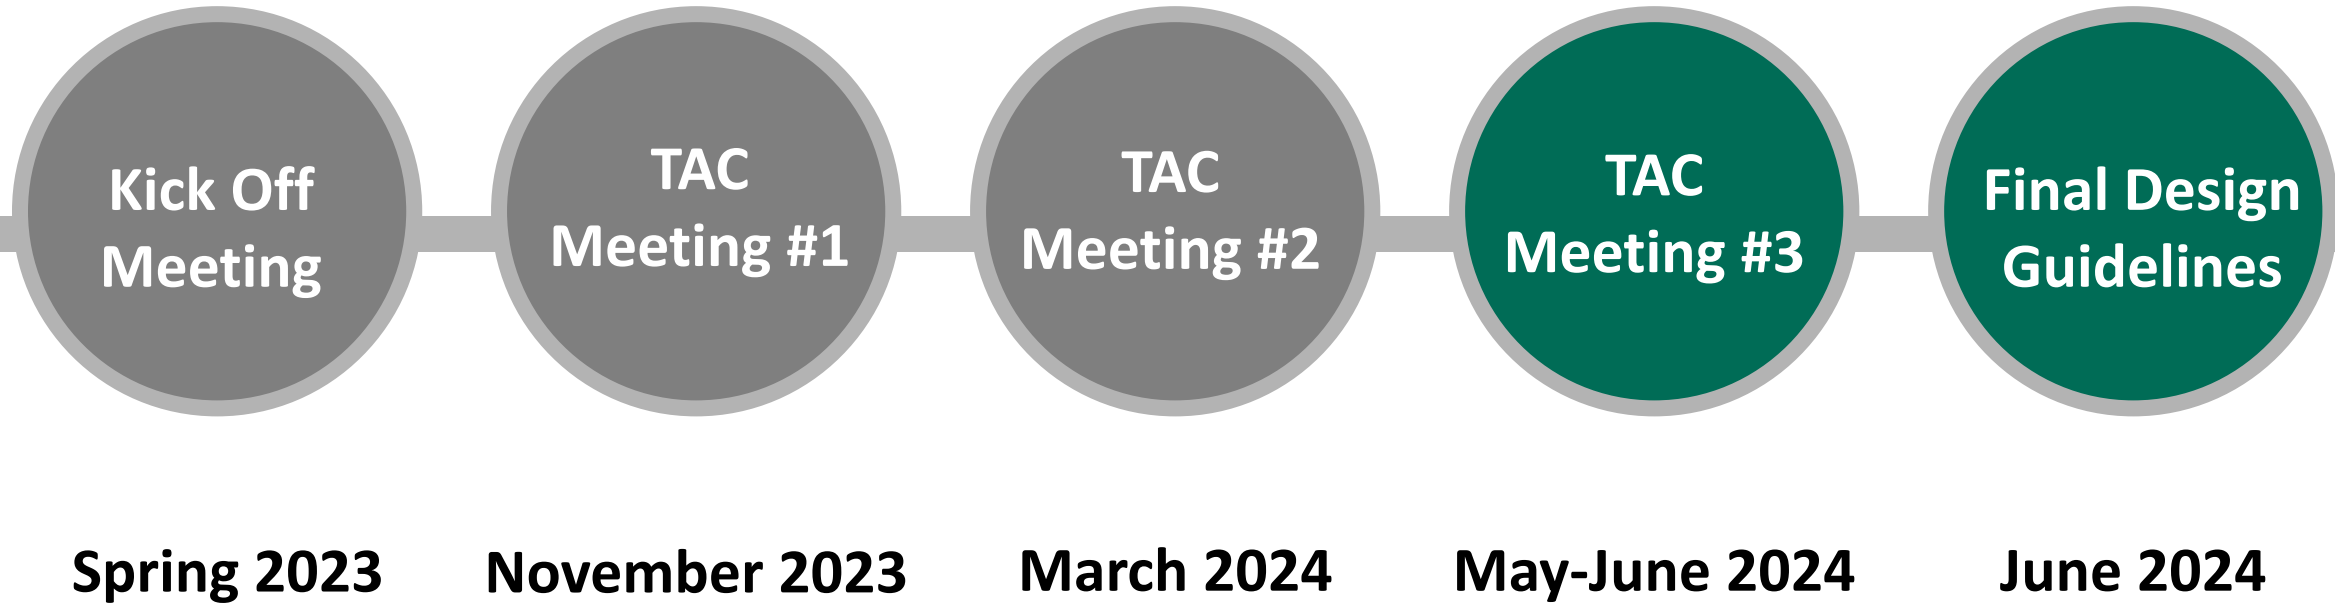 Kick Off
Meeting
TAC
Meeting #1
TAC
Meeting #2
TAC
Meeting #3
Final Design
Guidelines
Spring 2023
November 2023
March 2024
May-June 2024
June 2024